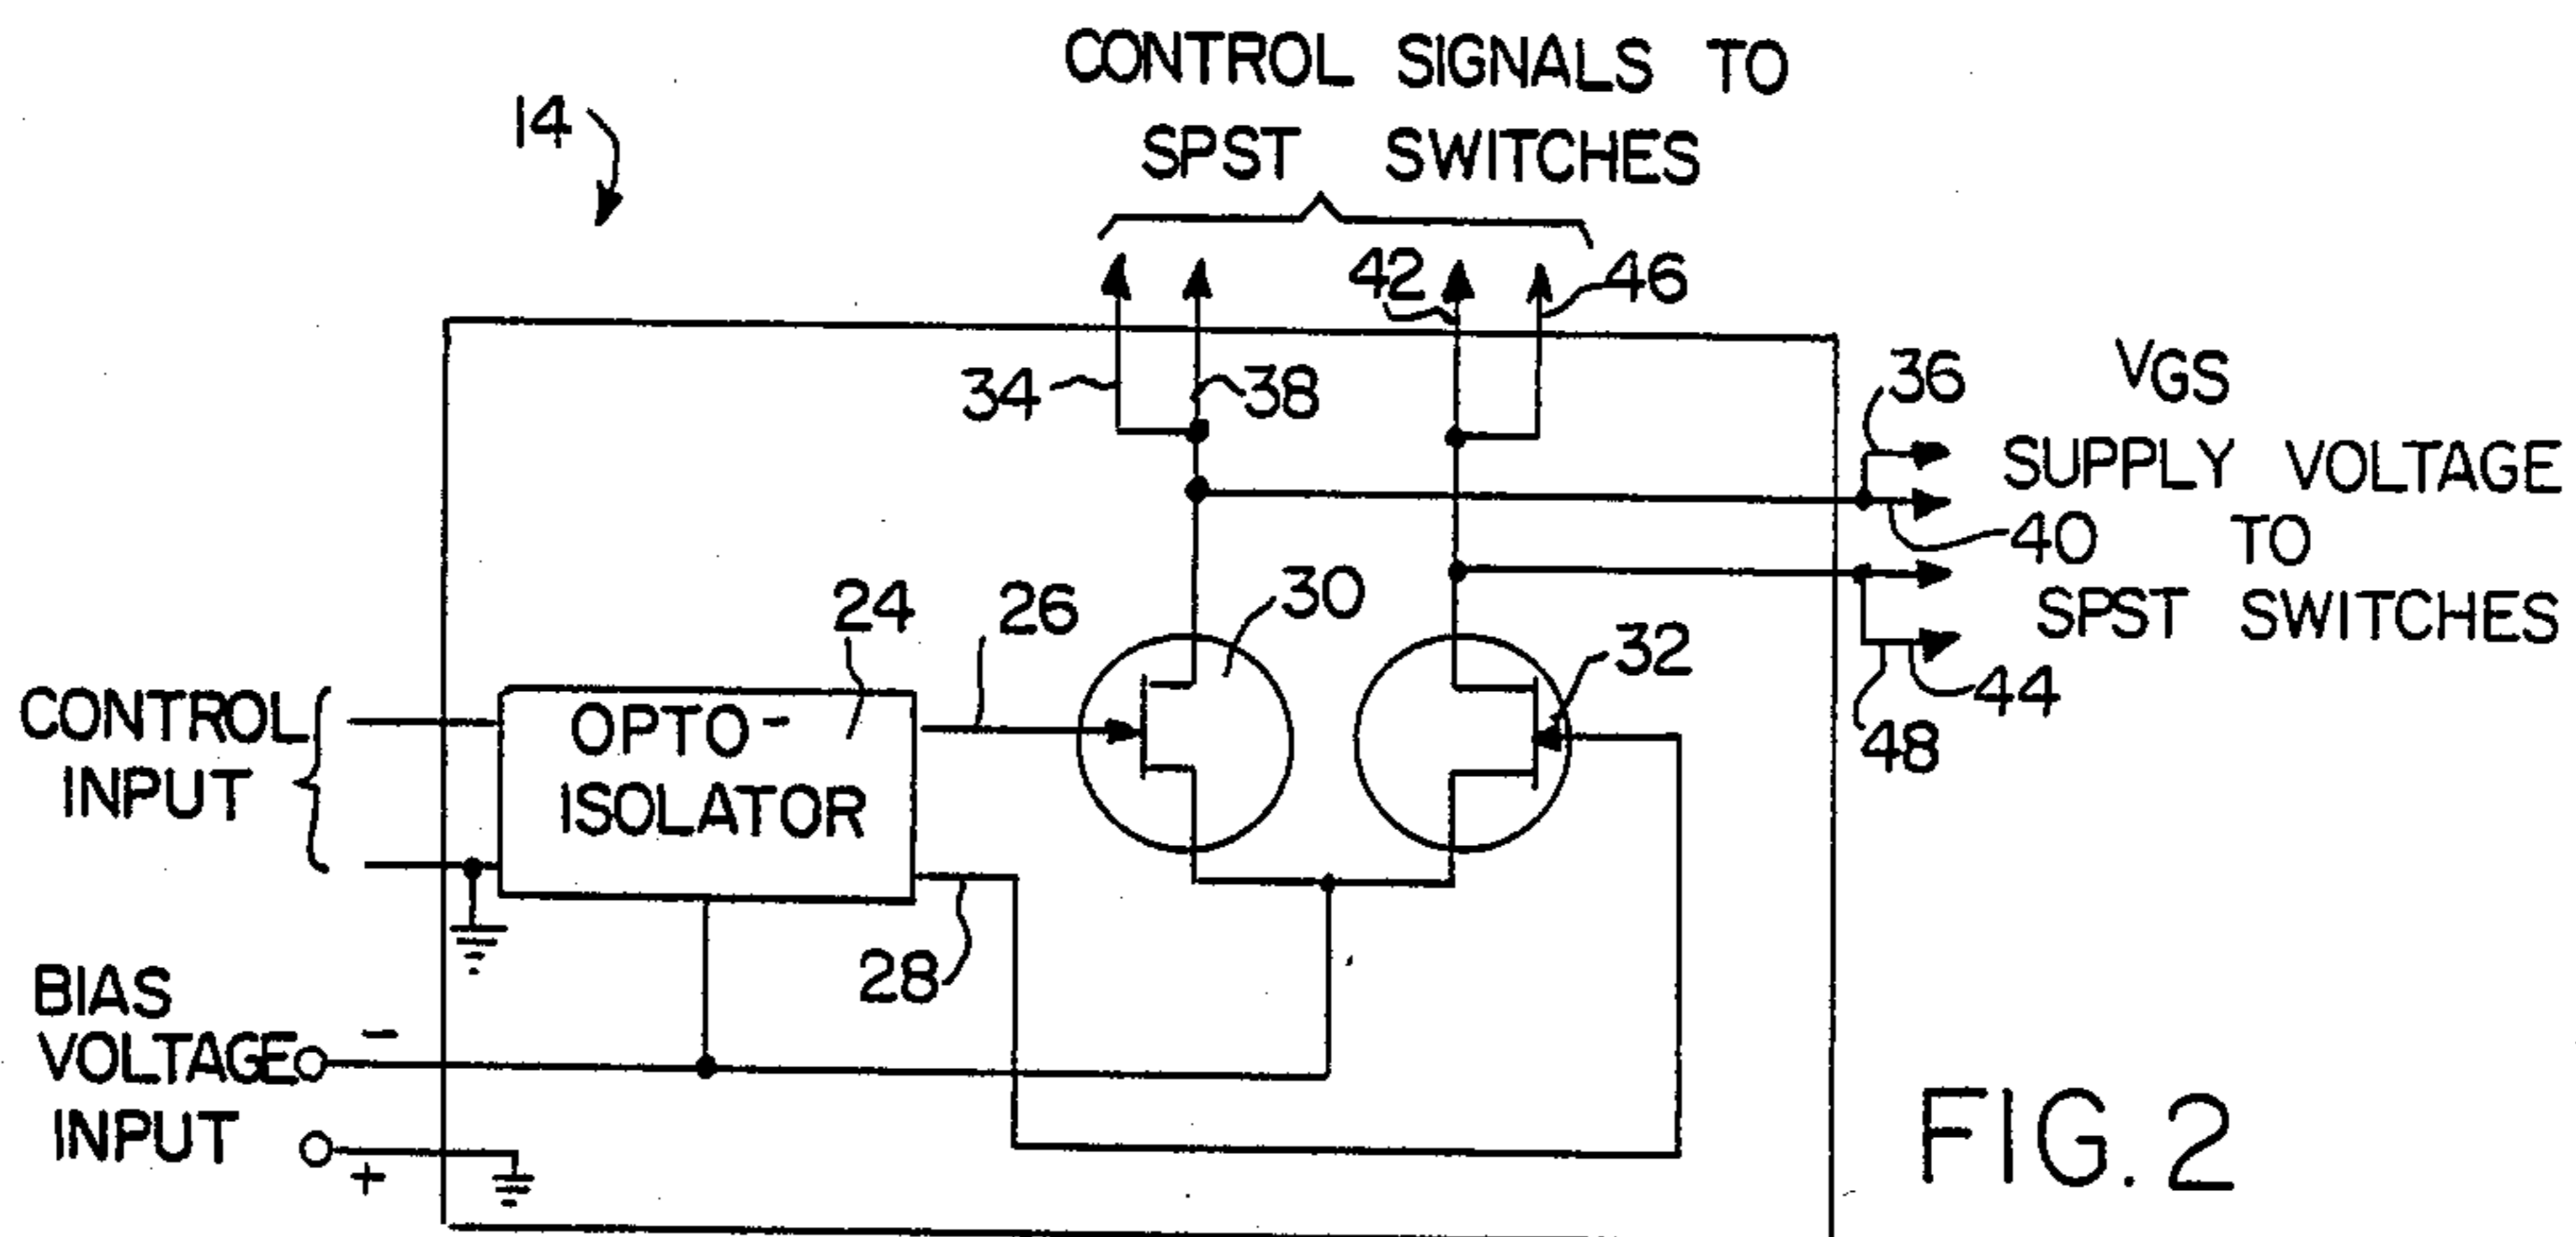 CONTROL SIGNALS TO
SPST SWITCHES
14
42
46
34
38
36
VGS
SUPPLY VOLTAGE
40 TO
SPST SWITCHES
24
26
30
32
44
48
CONTROL
INPUT
OPTO-
ISOLATOR
28
BIAS
VOLTAGE
INPUT
-
+
FIG. 2